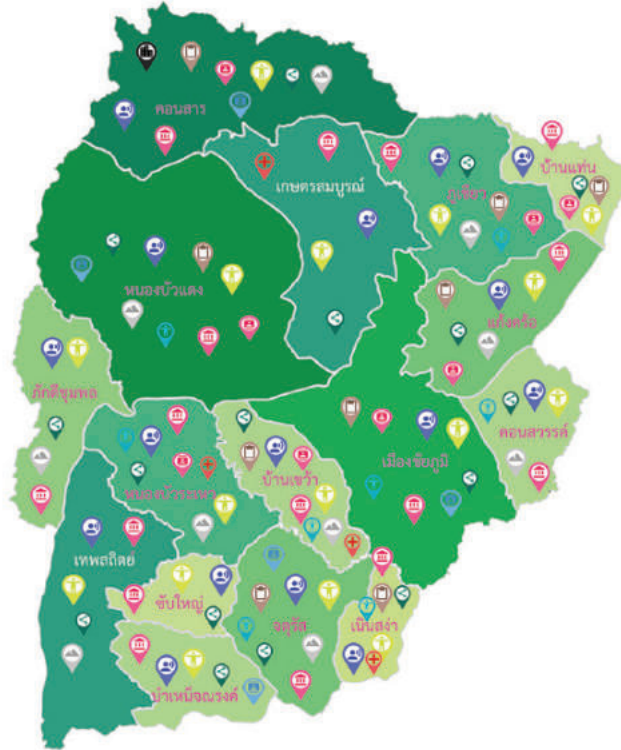 คอนสาร
บ้านแท่น
เกษตรสมบูรณ์
ภูเขียว
หนองบัวแดง
แก้งคร้อ
ภักดีชุมพล
คอนสวรรค์
เมืองชัยภูมิ
บ้านเขว้า
หนองบัวระเหว
เทพสถิตย์
ซับใหญ่
จตุรัส
เนินสง่า
บำเหน็จณรงค์